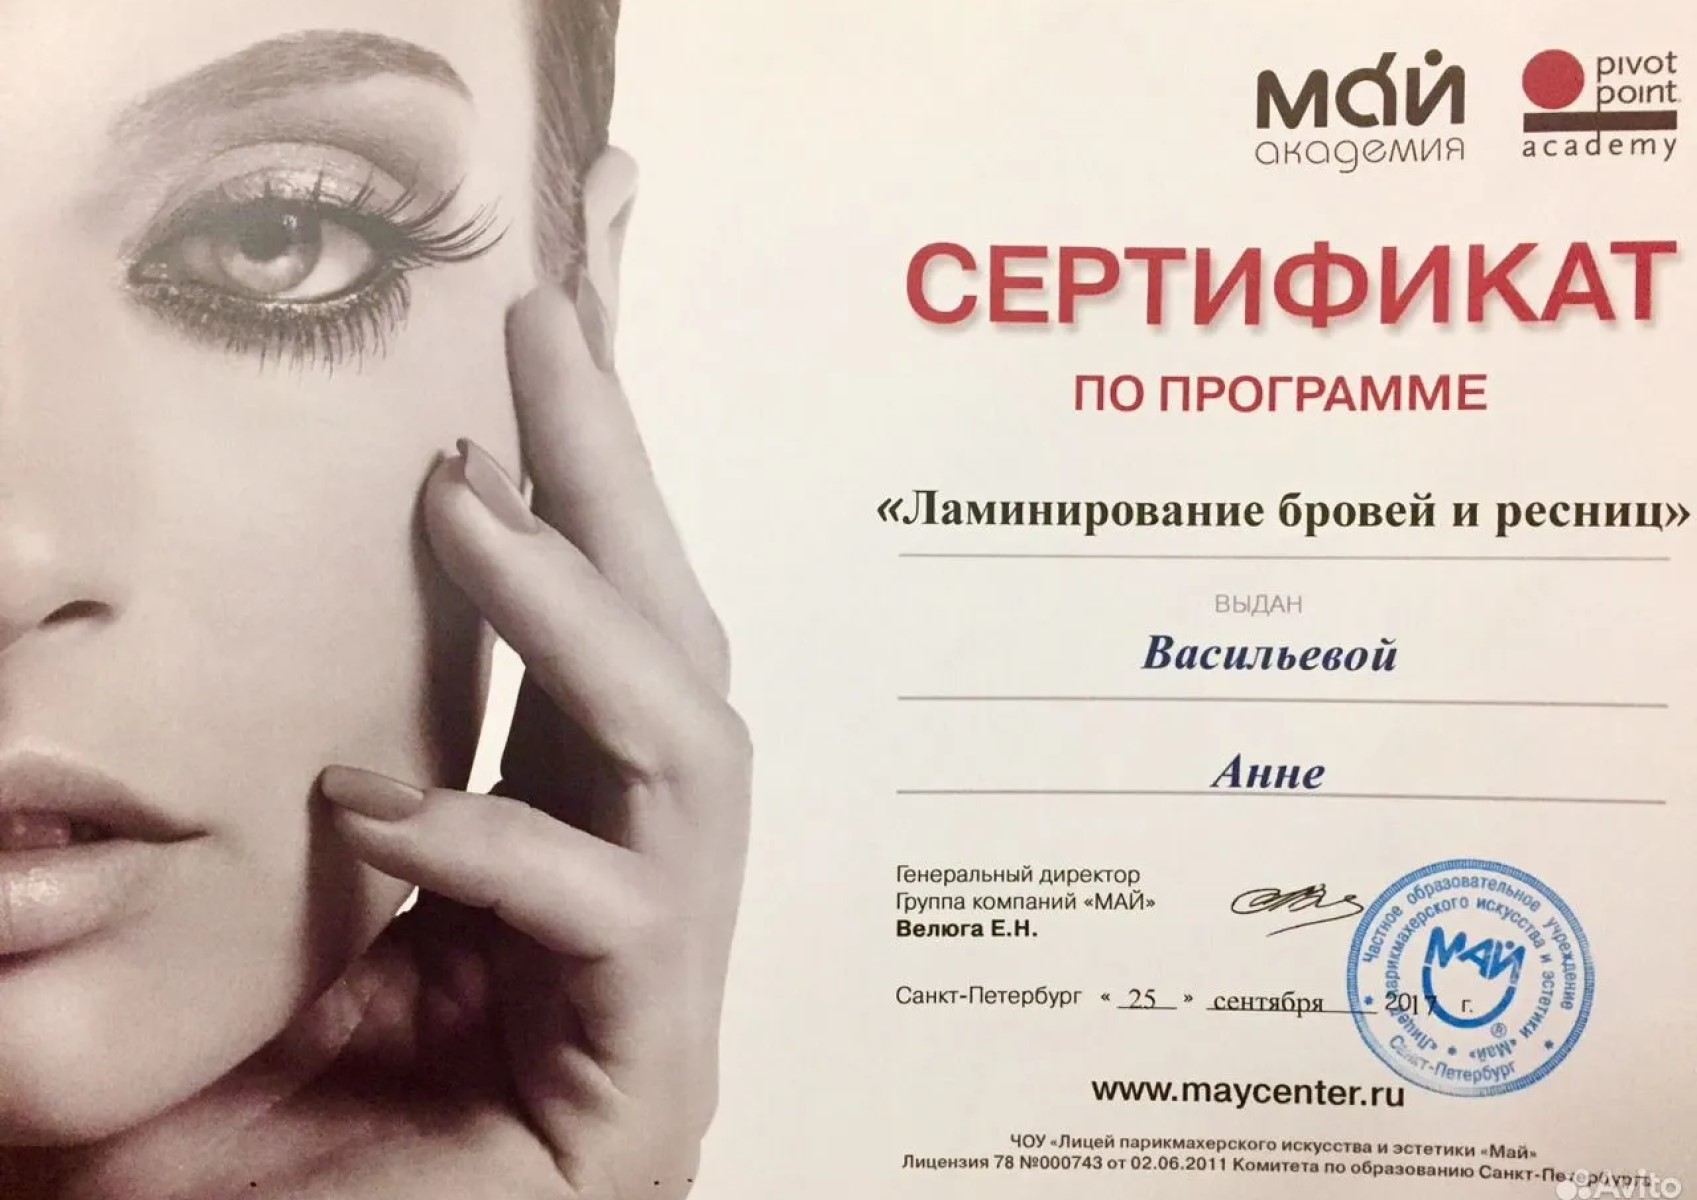 май
академия
pivot
point
academy
СЕРТИФИКАТ
ПО ПРОГРАММЕ
«Ламинирование бровей и ресниц»
ВЫДАН
Васильевой
Анне
Генеральный директор
Группа компаний «МАЙ»
Велюга Е.Н.
Санкт-Петербург « 25 » сентября 2017 г.
Частное образовательное учреждение
«Лицей парикмахерского искусства и эстетики «Май»
Санкт-Петербург
МАЙ
®
www.maycenter.ru
ЧОУ «Лицей парикмахерского искусства и эстетики «Май»
Лицензия 78 №000743 от 02.06.2011 Комитета по образованию Санкт-Петербурга
Avito